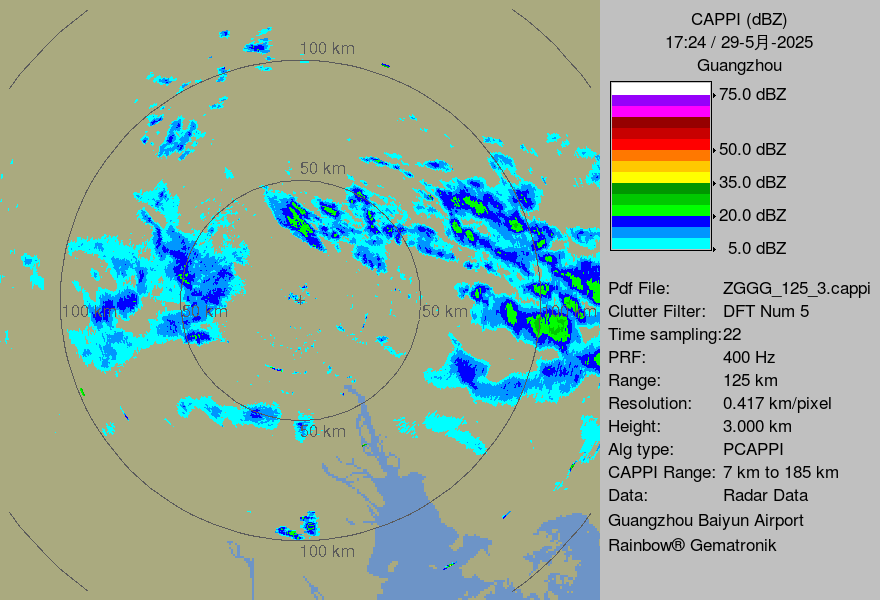 CAPPI (dBZ)
17:24 / 29-5月-2025
Guangzhou
75.0 dBZ
50.0 dBZ
35.0 dBZ
20.0 dBZ
5.0 dBZ
Pdf File: ZGGG_125_3.cappi
Clutter Filter: DFT Num 5
Time sampling:22
PRF: 400 Hz
Range: 125 km
Resolution: 0.417 km/pixel
Height: 3.000 km
Alg type: PCAPPI
CAPPI Range: 7 km to 185 km
Data: Radar Data
Guangzhou Baiyun Airport
Rainbow® Gematronik
100 km
50 km
100 km
50 km
50 km
100 km
50 km
100 km